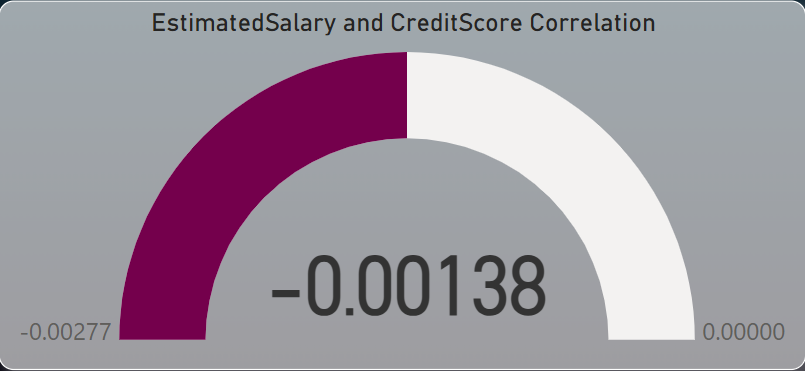 EstimatedSalary and CreditScore Correlation
-0.00138
-0.00277
0.00000